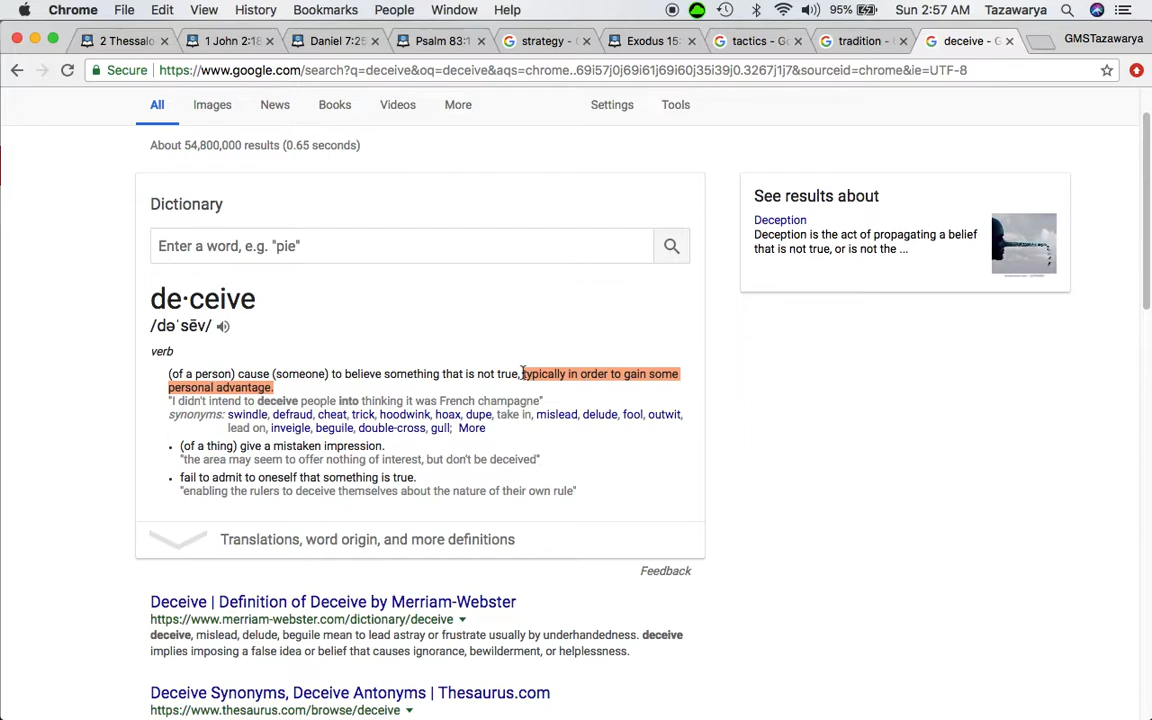 Chrome File Edit View History Bookmarks People Window Help 95% Sun 2:57 AM Tazawarya
2 Thessalo 1 John 2:18 Daniel 7:25 Psalm 83:1 strategy - G Exodus 15: tactics - Go tradition - deceive - G GMSTazawarya
Secure https://www.google.com/search?q=deceive&oq=deceive&aqs=chrome..69i57j0j69i61j69i60j35i39j0.3267j1j7&sourceid=chrome&ie=UTF-8
All Images News Books Videos More Settings Tools
About 54,800,000 results (0.65 seconds)
Dictionary
Enter a word, e.g. "pie"
de·ceive
/dəˈsēv/
verb
(of a person) cause (someone) to believe something that is not true, typically in order to gain some
personal advantage.
"I didn't intend to deceive people into thinking it was French champagne"
synonyms: swindle, defraud, cheat, trick, hoodwink, hoax, dupe, take in, mislead, delude, fool, outwit,
lead on, inveigle, beguile, double-cross, gull; More
• (of a thing) give a mistaken impression.
"the area may seem to offer nothing of interest, but don't be deceived"
• fail to admit to oneself that something is true.
"enabling the rulers to deceive themselves about the nature of their own rule"
Translations, word origin, and more definitions
Feedback
See results about
Deception
Deception is the act of propagating a belief
that is not true, or is not the ...
Deceive | Definition of Deceive by Merriam-Webster
https://www.merriam-webster.com/dictionary/deceive
deceive, mislead, delude, beguile mean to lead astray or frustrate usually by underhandedness. deceive
implies imposing a false idea or belief that causes ignorance, bewilderment, or helplessness.
Deceive Synonyms, Deceive Antonyms | Thesaurus.com
https://www.thesaurus.com/browse/deceive